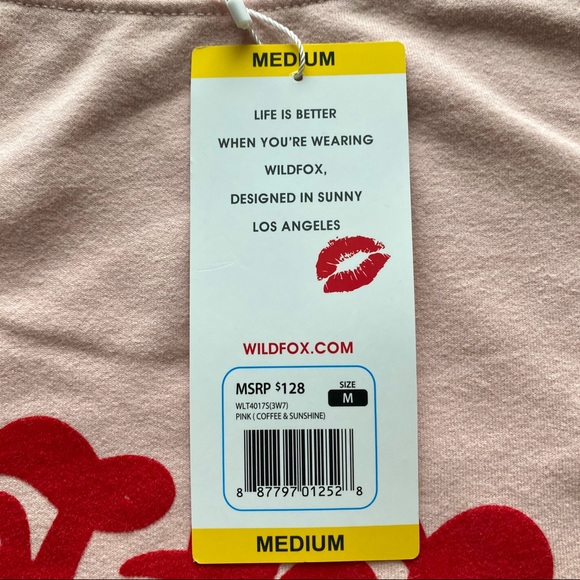 MEDIUM
LIFE IS BETTER
WHEN YOU'RE WEARING
WILDFOX,
DESIGNED IN SUNNY
LOS ANGELES
WILDFOX.COM
MSRP $128
SIZE
M
WLT4017S(3W7)
PINK ( COFFEE & SUNSHINE)
8 87797 01252 8
MEDIUM